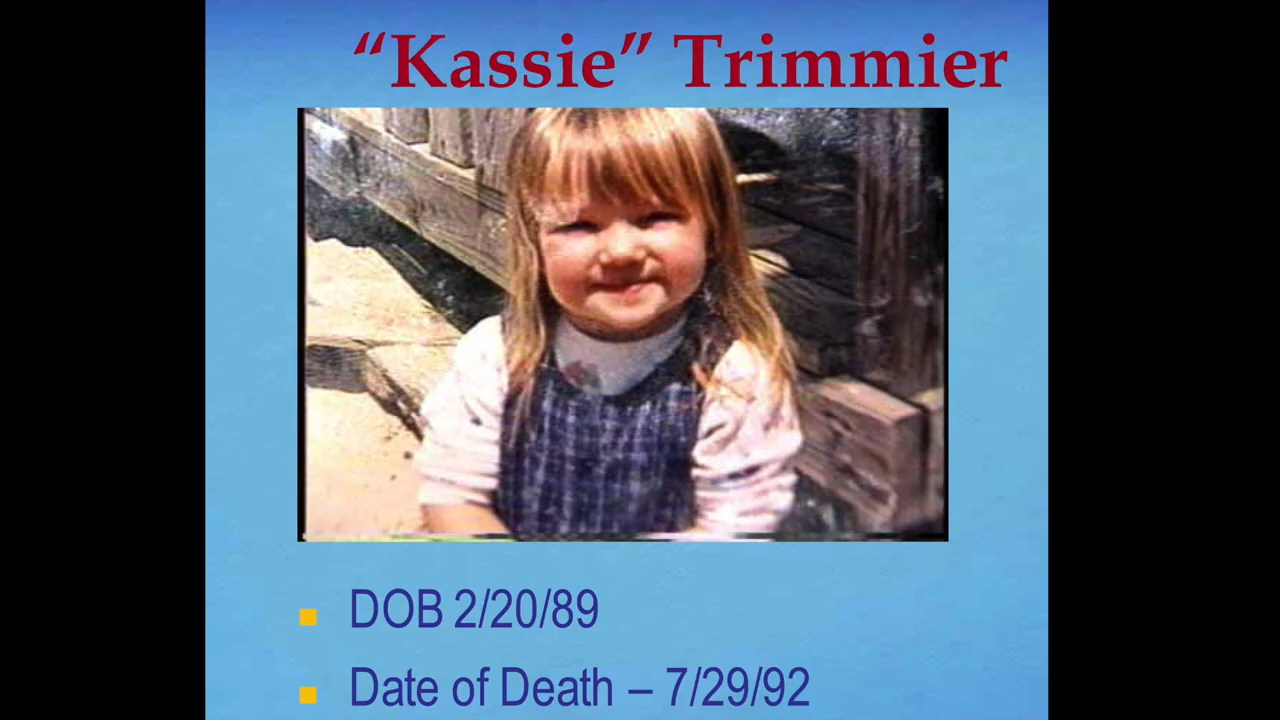 “Kassie” Trimmier
DOB 2/20/89
Date of Death – 7/29/92